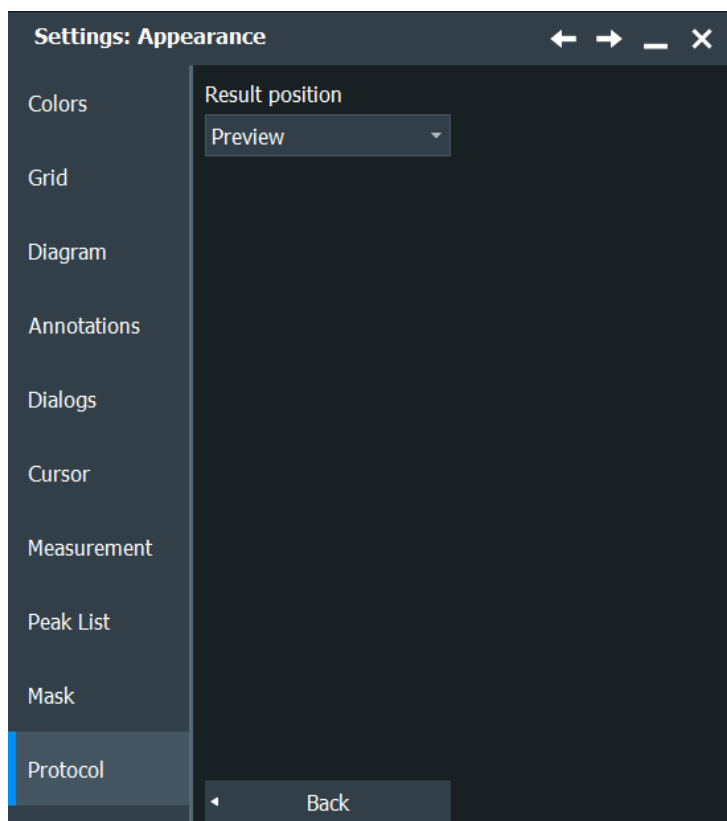 Settings: Appearance
Colors
Grid
Diagram
Annotations
Dialogs
Cursor
Measurement
Peak List
Mask
Protocol
Result position
Preview
Back